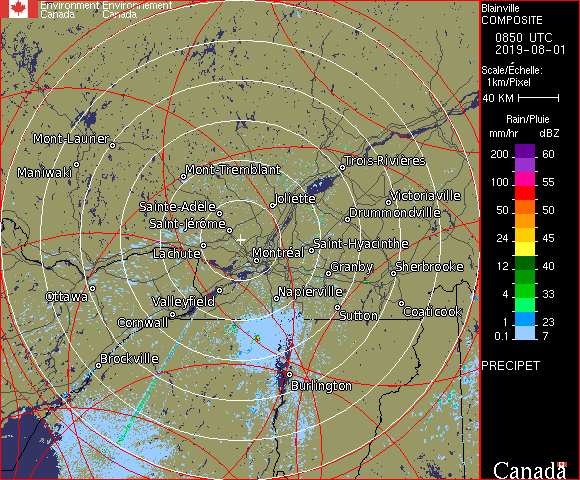 Environment Environnement
Canada Canada
Blainville
COMPOSITE
0850 UTC
2019-08-01
Scale/Échelle:
1km/Pixel
40 KM
Rain/Pluie
mm/hr dBZ
200 60
100 55
50 50
24 45
12 40
4 33
1 23
0.1 7
PRECIPET
Canada
Mont-Laurier
Maniwaki
Mont-Tremblant
Trois-Rivières
Joliette
Victoriaville
Sainte-Adele
Drummondville
Saint-Jérôme
Lachute
Montréal
Saint-Hyacinthe
Granby
Sherbrooke
Ottawa
Valleyfield
Napierville
Cornwall
Sutton
Coaticook
Brockville
Burlington